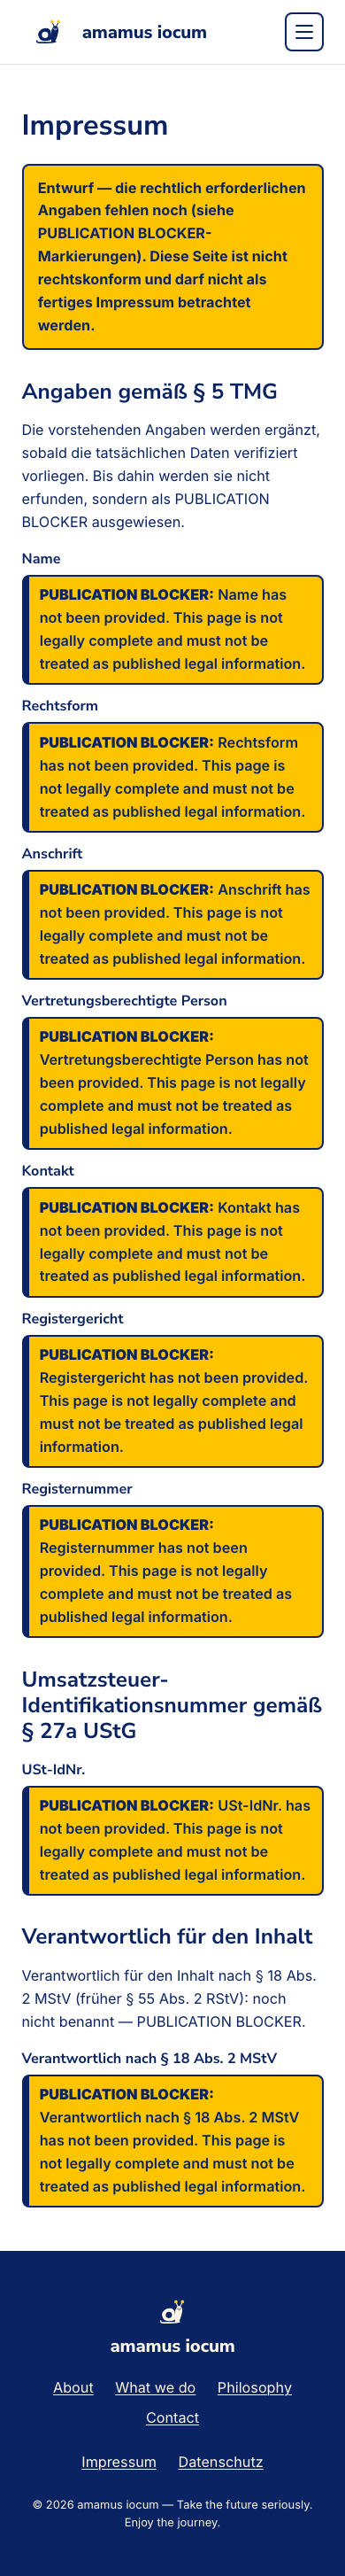 amamus iocum
Impressum
Entwurf — die rechtlich erforderlichen
Angaben fehlen noch (siehe
PUBLICATION BLOCKER-
Markierungen). Diese Seite ist nicht
rechtskonform und darf nicht als
fertiges Impressum betrachtet
werden.
Angaben gemäß § 5 TMG
Die vorstehenden Angaben werden ergänzt,
sobald die tatsächlichen Daten verifiziert
vorliegen. Bis dahin werden sie nicht
erfunden, sondern als PUBLICATION
BLOCKER ausgewiesen.
Name
PUBLICATION BLOCKER: Name has
not been provided. This page is not
legally complete and must not be
treated as published legal information.
Rechtsform
PUBLICATION BLOCKER: Rechtsform
has not been provided. This page is
not legally complete and must not be
treated as published legal information.
Anschrift
PUBLICATION BLOCKER: Anschrift has
not been provided. This page is not
legally complete and must not be
treated as published legal information.
Vertretungsberechtigte Person
PUBLICATION BLOCKER:
Vertretungsberechtigte Person has not
been provided. This page is not legally
complete and must not be treated as
published legal information.
Kontakt
PUBLICATION BLOCKER: Kontakt has
not been provided. This page is not
legally complete and must not be
treated as published legal information.
Registergericht
PUBLICATION BLOCKER:
Registergericht has not been provided.
This page is not legally complete and
must not be treated as published legal
information.
Registernummer
PUBLICATION BLOCKER:
Registernummer has not been
provided. This page is not legally
complete and must not be treated as
published legal information.
Umsatzsteuer-
Identifikationsnummer gemäß
§ 27a UStG
USt-IdNr.
PUBLICATION BLOCKER: USt-IdNr. has
not been provided. This page is not
legally complete and must not be
treated as published legal information.
Verantwortlich für den Inhalt
Verantwortlich für den Inhalt nach § 18 Abs.
2 MStV (früher § 55 Abs. 2 RStV): noch
nicht benannt — PUBLICATION BLOCKER.
Verantwortlich nach § 18 Abs. 2 MStV
PUBLICATION BLOCKER:
Verantwortlich nach § 18 Abs. 2 MStV
has not been provided. This page is
not legally complete and must not be
treated as published legal information.
amamus iocum
About What we do Philosophy
Contact
Impressum Datenschutz
© 2026 amamus iocum — Take the future seriously.
Enjoy the journey.